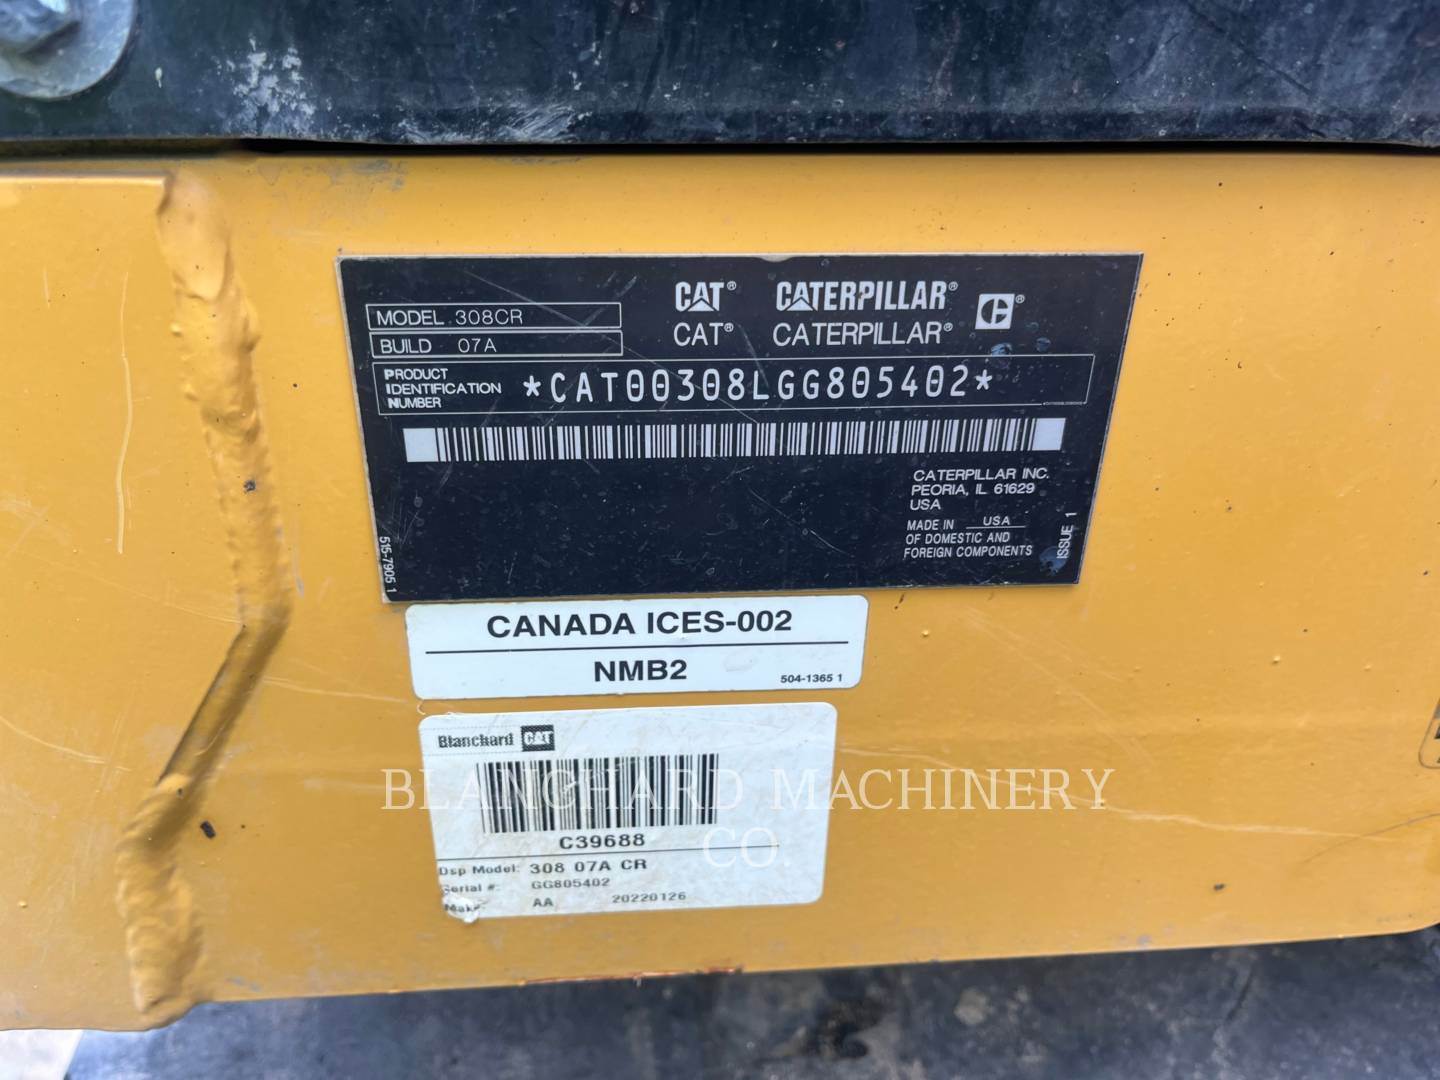 CAT® CATERPILLAR®
CAT® CATERPILLAR® C®
MODEL 308CR
BUILD 07A
PRODUCT
IDENTIFICATION
NUMBER
*CAT00308LGG805402*
CATERPILLAR INC.
PEORIA, IL 61629
USA
MADE IN USA
OF DOMESTIC AND
FOREIGN COMPONENTS
ISSUE 1
515-7905 1
CANADA ICES-002
NMB2
504-1365 1
Blanchard CAT
BLANCHARD MACHINERY
CO.
C39688
Dsp Model: 308 07A CR
Serial #: GG805402
Make: AA 20220126